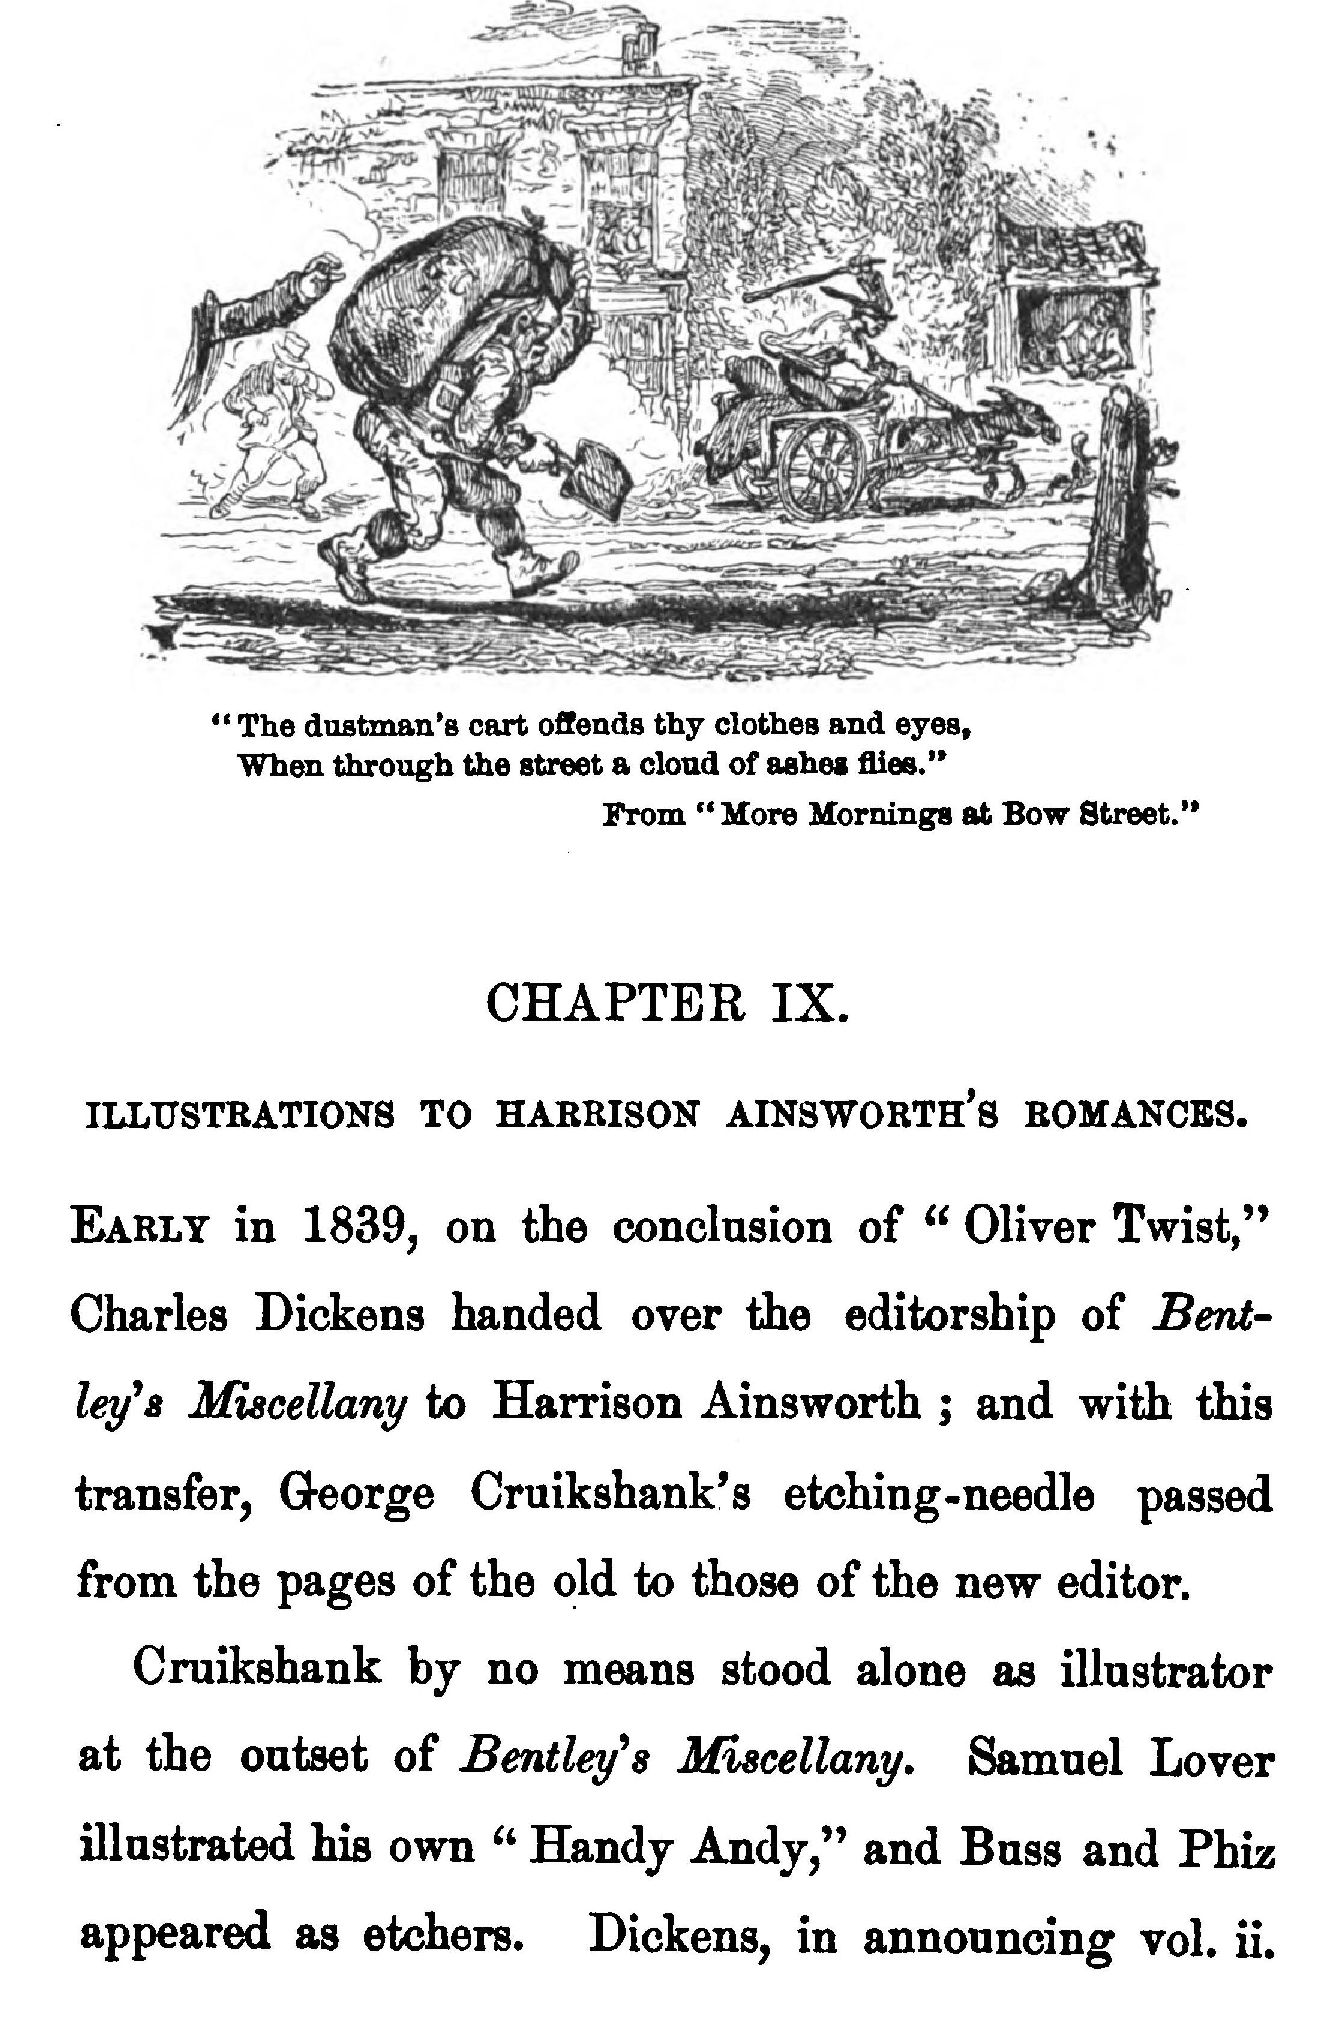 “The dustman’s cart offends thy clothes and eyes,
When through the street a cloud of ashes flies.”
From “More Mornings at Bow Street.”
CHAPTER IX.
ILLUSTRATIONS TO HARRISON AINSWORTH’S ROMANCES.
EARLY in 1839, on the conclusion of “Oliver Twist,”
Charles Dickens handed over the editorship of Bent-
ley’s Miscellany to Harrison Ainsworth ; and with this
transfer, George Cruikshank’s etching-needle passed
from the pages of the old to those of the new editor.
Cruikshank by no means stood alone as illustrator
at the outset of Bentley’s Miscellany. Samuel Lover
illustrated his own “Handy Andy,” and Buss and Phiz
appeared as etchers. Dickens, in announcing vol. ii.